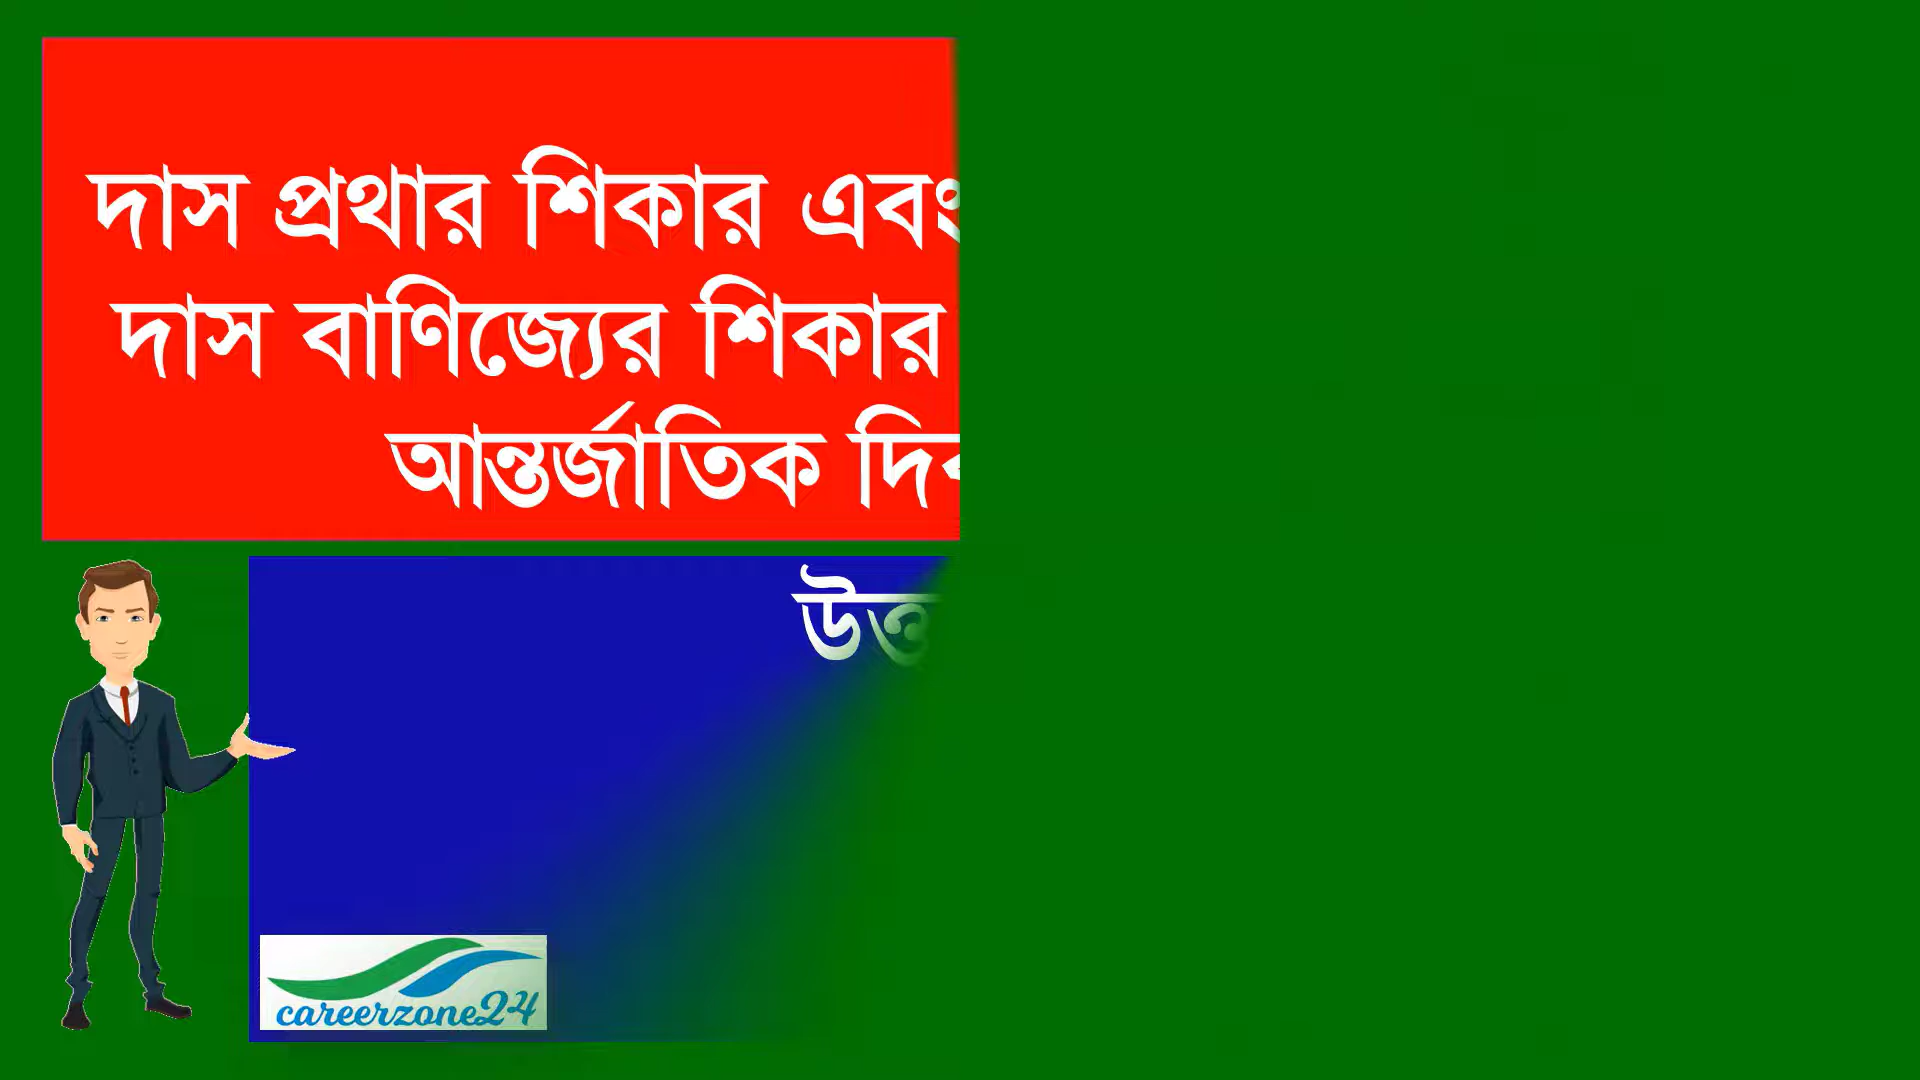 দাস প্রথার শিকার এবং
দাস বাণিজ্যের শিকার
আন্তর্জাতিক
careerzone24